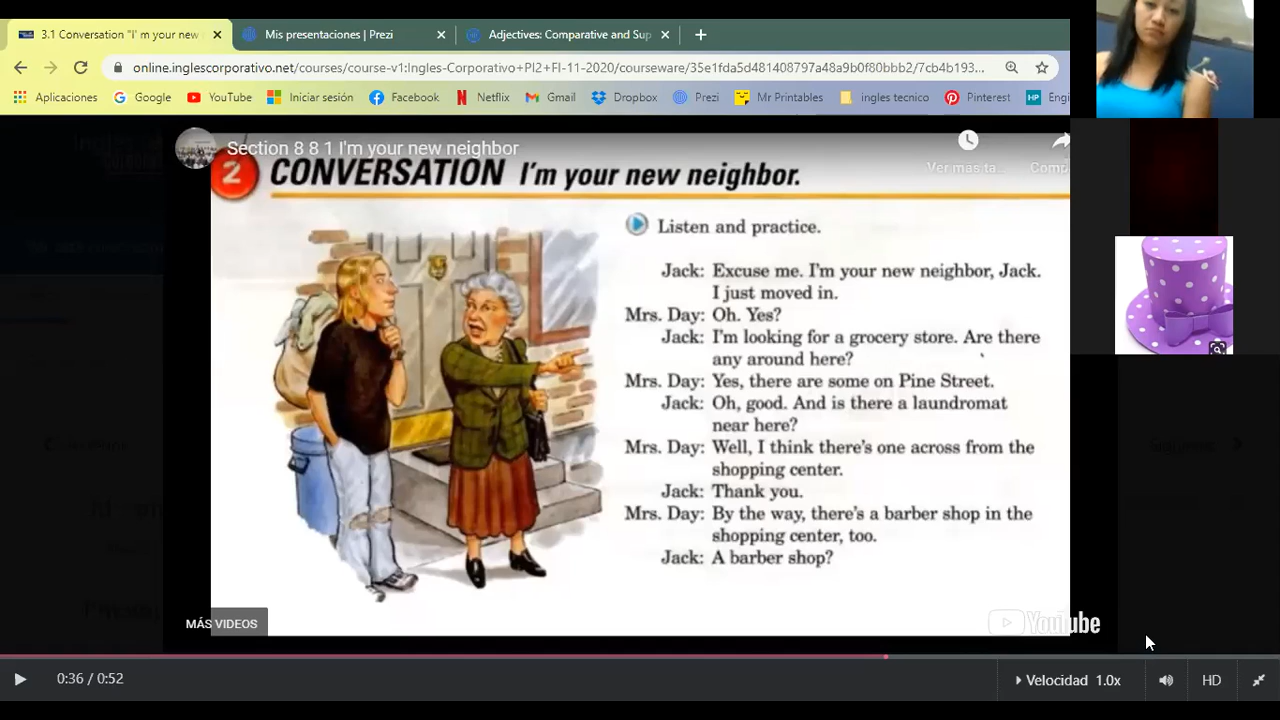 3.1 Conversation "I' m your new
Mis presentaciones | Prezi
Adjectives: Comparative and Sup
online.inglescorporativo.net/courses/course-v1:Ingles-Corporativo+PI2+FI-11-2020/courseware/35e1fda5d481408797a48a9b0f80bbb2/7cb4b193...
Aplicaciones
Google
YouTube
Iniciar sesión
Facebook
Netflix
Gmail
Dropbox
Prezi
Mr Printables
ingles tecnico
Pinterest
HP
Engi
Section 8 8 1 I'm your new neighbor
Ver más ta...
Comp
2 CONVERSATION I'm your new neighbor.
Listen and practice.
Jack: Excuse me. I'm your new neighbor, Jack.
I just moved in.
Mrs. Day: Oh. Yes?
Jack: I'm looking for a grocery store. Are there
any around here?
Mrs. Day: Yes, there are some on Pine Street.
Jack: Oh, good. And is there a laundromat
near here?
Mrs. Day: Well, I think there's one across from the
shopping center.
Jack: Thank you.
Mrs. Day: By the way, there's a barber shop in the
shopping center, too.
Jack: A barber shop?
MÁS VIDEOS
YouTube
0:36 / 0:52
Velocidad 1.0x
HD